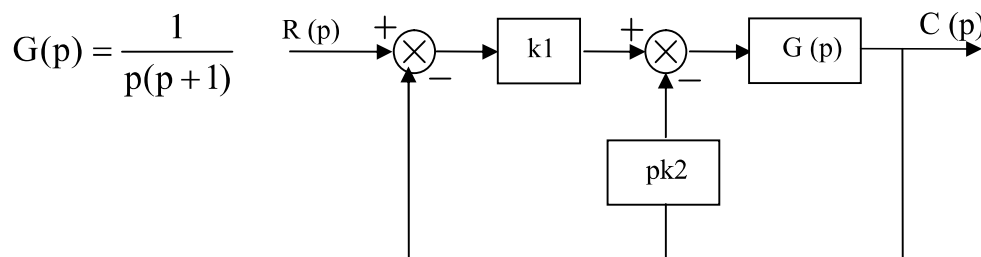 G(p) = 1 / p(p + 1)
R (p)
+
−
k1
+
−
G (p)
C (p)
pk2